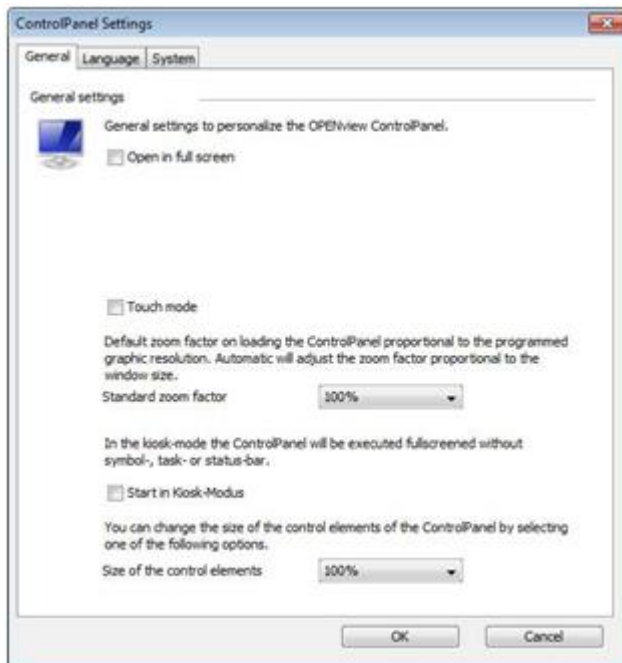 ControlPanel Settings
General Language System
General settings
General settings to personalize the OPENview ControlPanel.
Open in full screen
Touch mode
Default zoom factor on loading the ControlPanel proportional to the programmed
graphic resolution. Automatic will adjust the zoom factor proportional to the
window size.
Standard zoom factor 100%
In the kiosk-mode the ControlPanel will be executed fullscreened without
symbol-, task- or status-bar.
Start in Kiosk-Modus
You can change the size of the control elements of the ControlPanel by selecting
one of the following options.
Size of the control elements 100%
OK Cancel